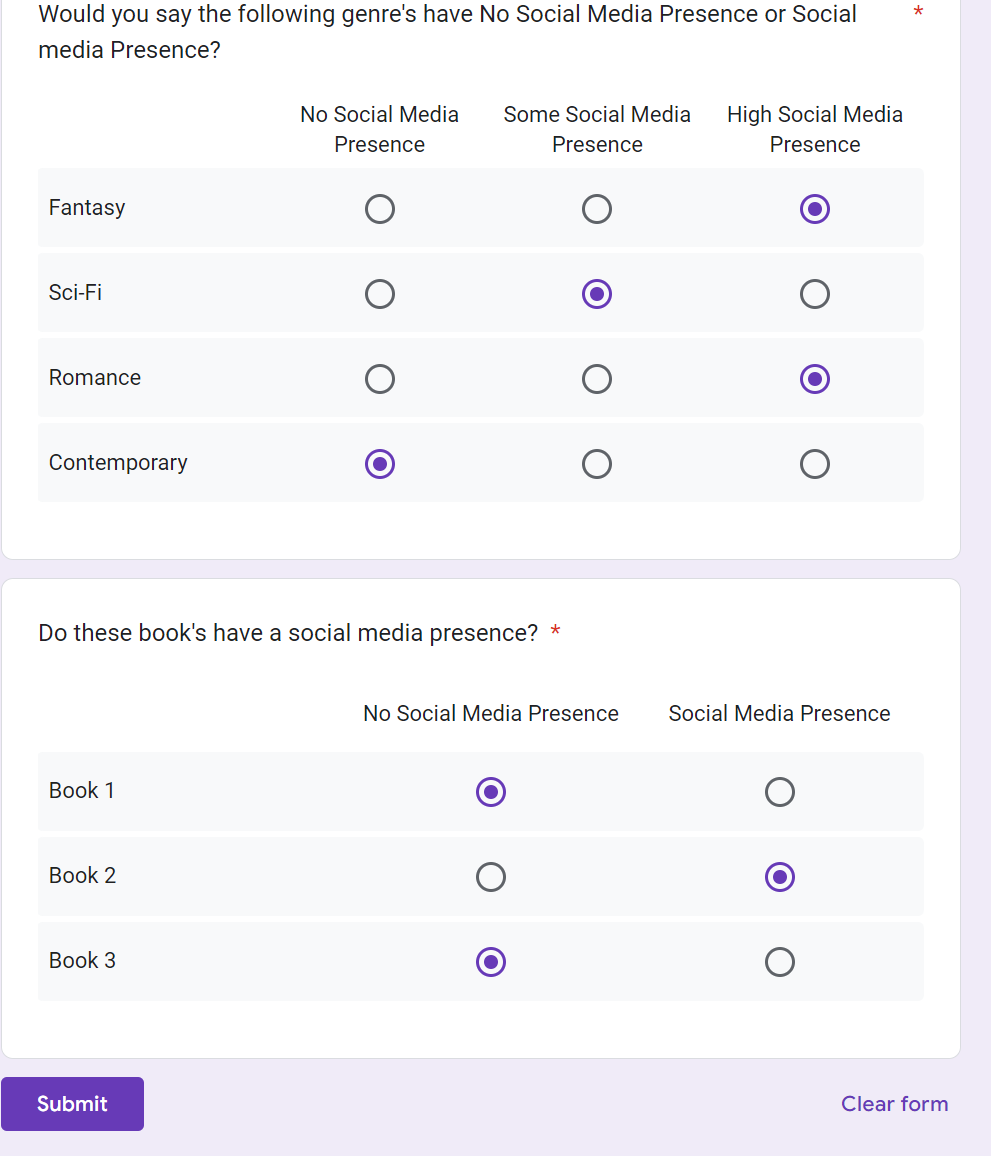 Would you say the following genre's have No Social Media Presence or Social *
media Presence?
No Social Media Presence
Some Social Media Presence
High Social Media Presence
Fantasy
Sci-Fi
Romance
Contemporary
Do these book's have a social media presence? *
No Social Media Presence
Social Media Presence
Book 1
Book 2
Book 3
Submit
Clear form